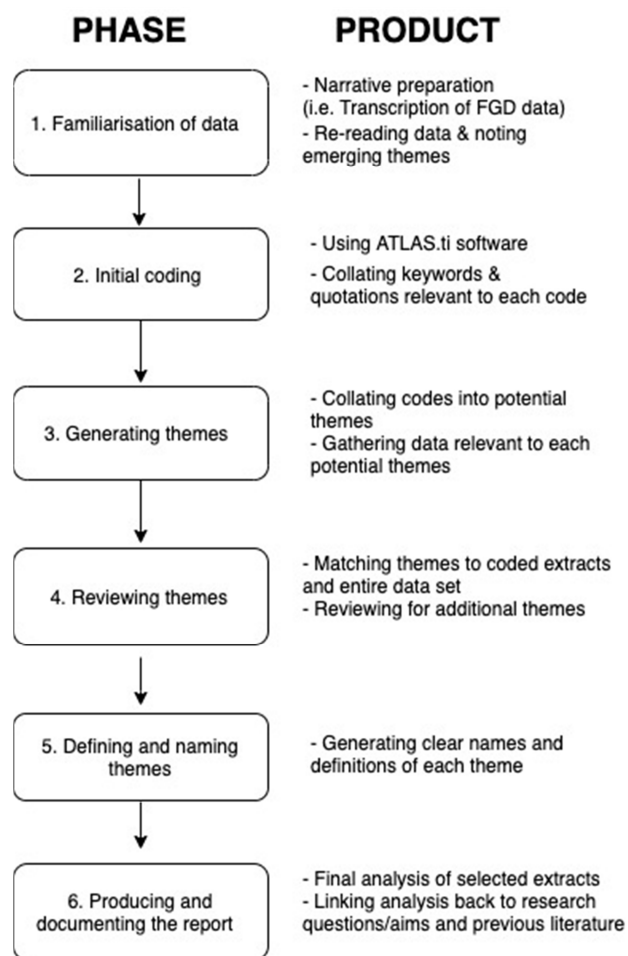 PHASE
PRODUCT
1. Familiarisation of data
- Narrative preparation
(i.e. Transcription of FGD data)
- Re-reading data & noting
emerging themes
2. Initial coding
- Using ATLAS.ti software
- Collating keywords &
quotations relevant to each code
3. Generating themes
- Collating codes into potential
themes
- Gathering data relevant to each
potential themes
4. Reviewing themes
- Matching themes to coded extracts
and entire data set
- Reviewing for additional themes
5. Defining and naming
themes
- Generating clear names and
definitions of each theme
6. Producing and
documenting the report
- Final analysis of selected extracts
- Linking analysis back to research
questions/aims and previous literature